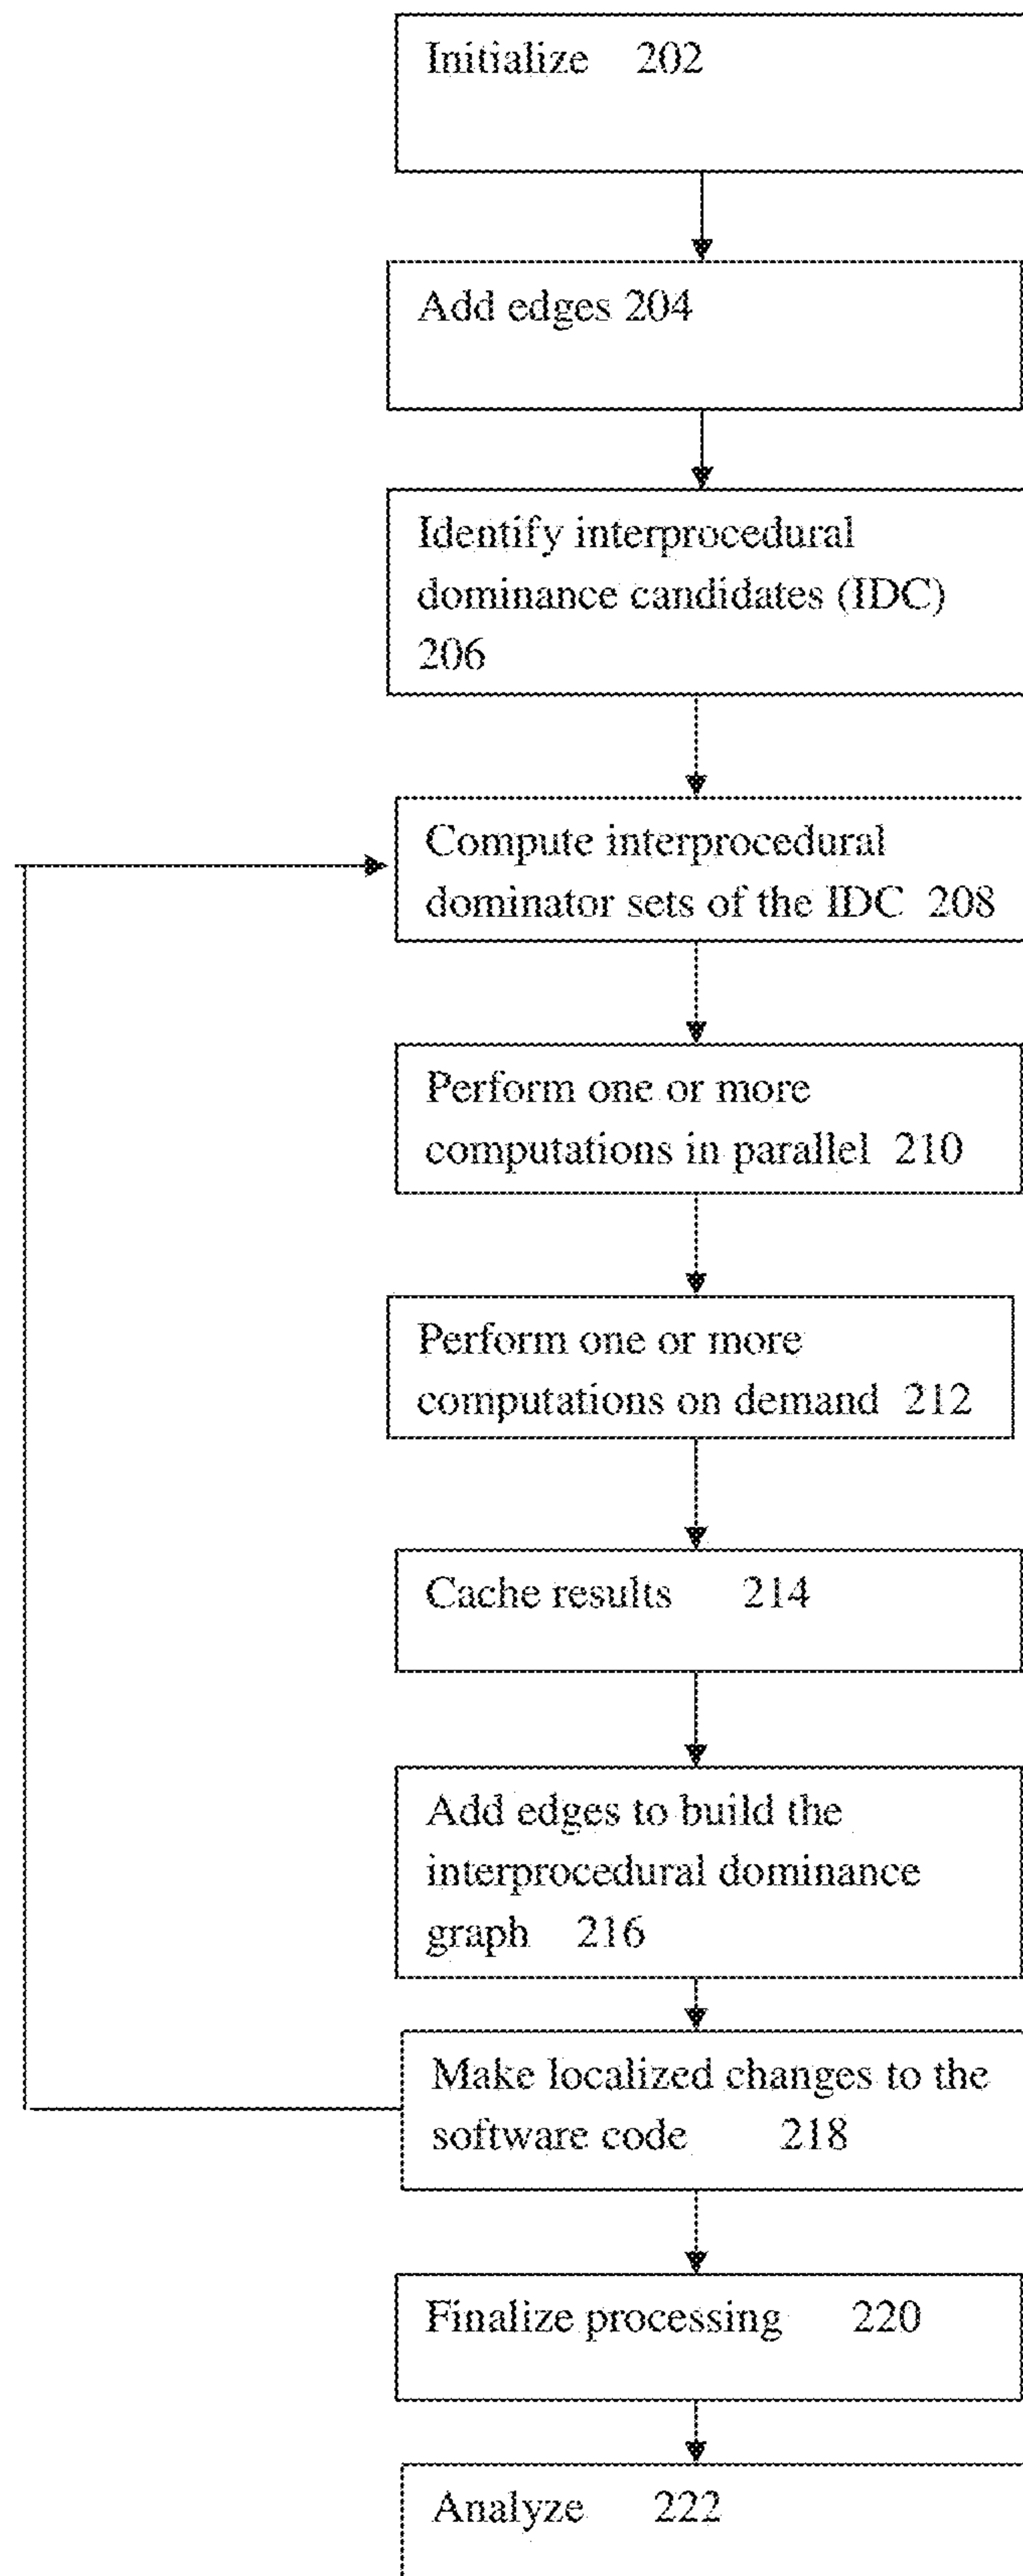 Initialize 202
Add edges 204
Identify interprocedural
dominance candidates (IDC)
206
Compute interprocedural
dominator sets of the IDC 208
Perform one or more
computations in parallel 210
Perform one or more
computations on demand 212
Cache results 214
Add edges to build the
interprocedural dominance
graph 216
Make localized changes to the
software code 218
Finalize processing 220
Analyze 222